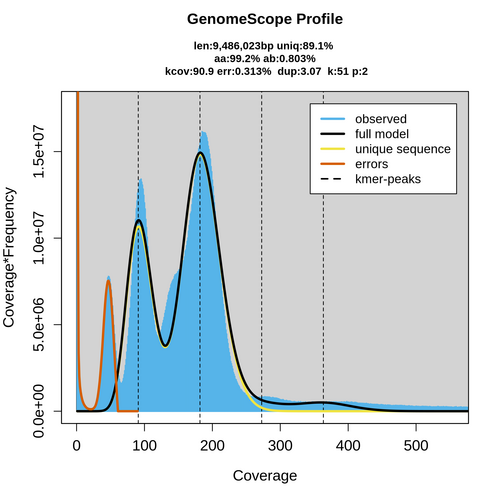 GenomeScope Profile
len:9,486,023bp uniq:89.1%
aa:99.2% ab:0.803%
kcov:90.9 err:0.313% dup:3.07 k:51 p:2
observed
full model
unique sequence
errors
kmer-peaks
Coverage*Frequency
1.5e+07
1.0e+07
5.0e+06
0.0e+00
0 100 200 300 400 500
Coverage